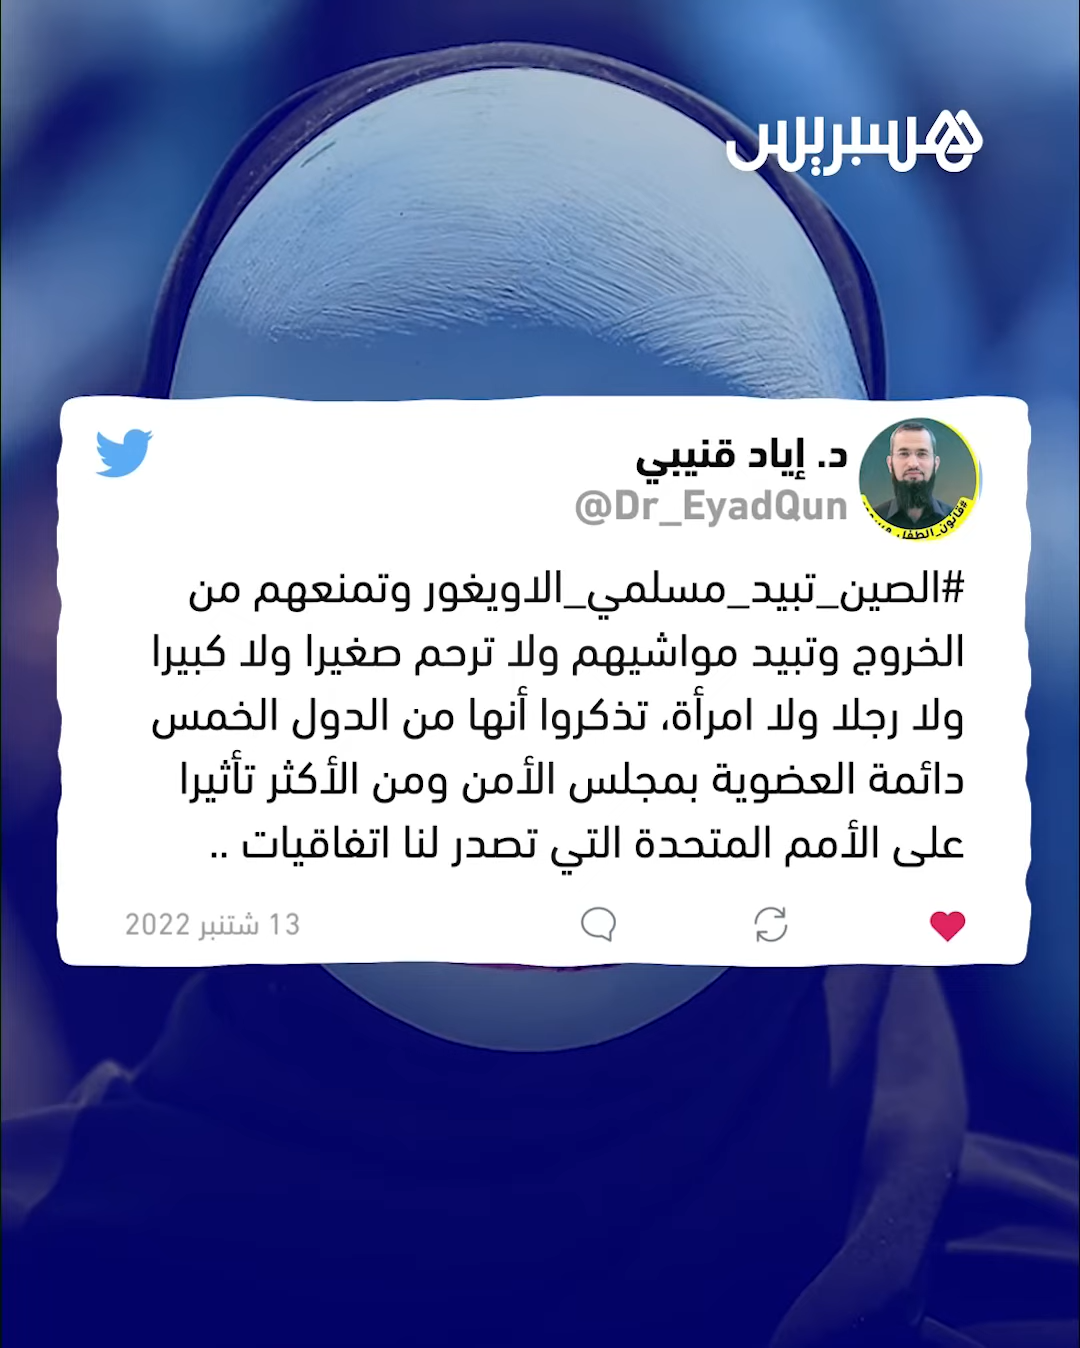 هسبريس
د. إياد قنيبي
@Dr_EyadQun
#الصين_تبيد_مسلمي_الاويغور وتمنعهم من
الخروج وتبيد مواشيهم ولا ترحم صغيرا ولا كبيرا
ولا رجلا ولا امرأة، تذكروا أنها من الدول الخمس
دائمة العضوية بمجلس الأمن ومن الأكثر تأثيرا
على الأمم المتحدة التي تصدر لنا اتفاقيات ..
13 شتنبر 2022
#قانون_الطفل